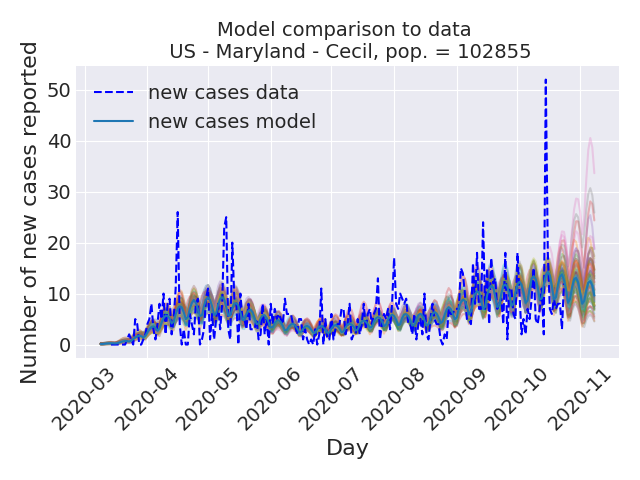 Model comparison to data
US - Maryland - Cecil, pop. = 102855
Number of new cases reported
50
40
30
20
10
0
new cases data
new cases model
2020-03
2020-04
2020-05
2020-06
2020-07
2020-08
2020-09
2020-10
2020-11
Day